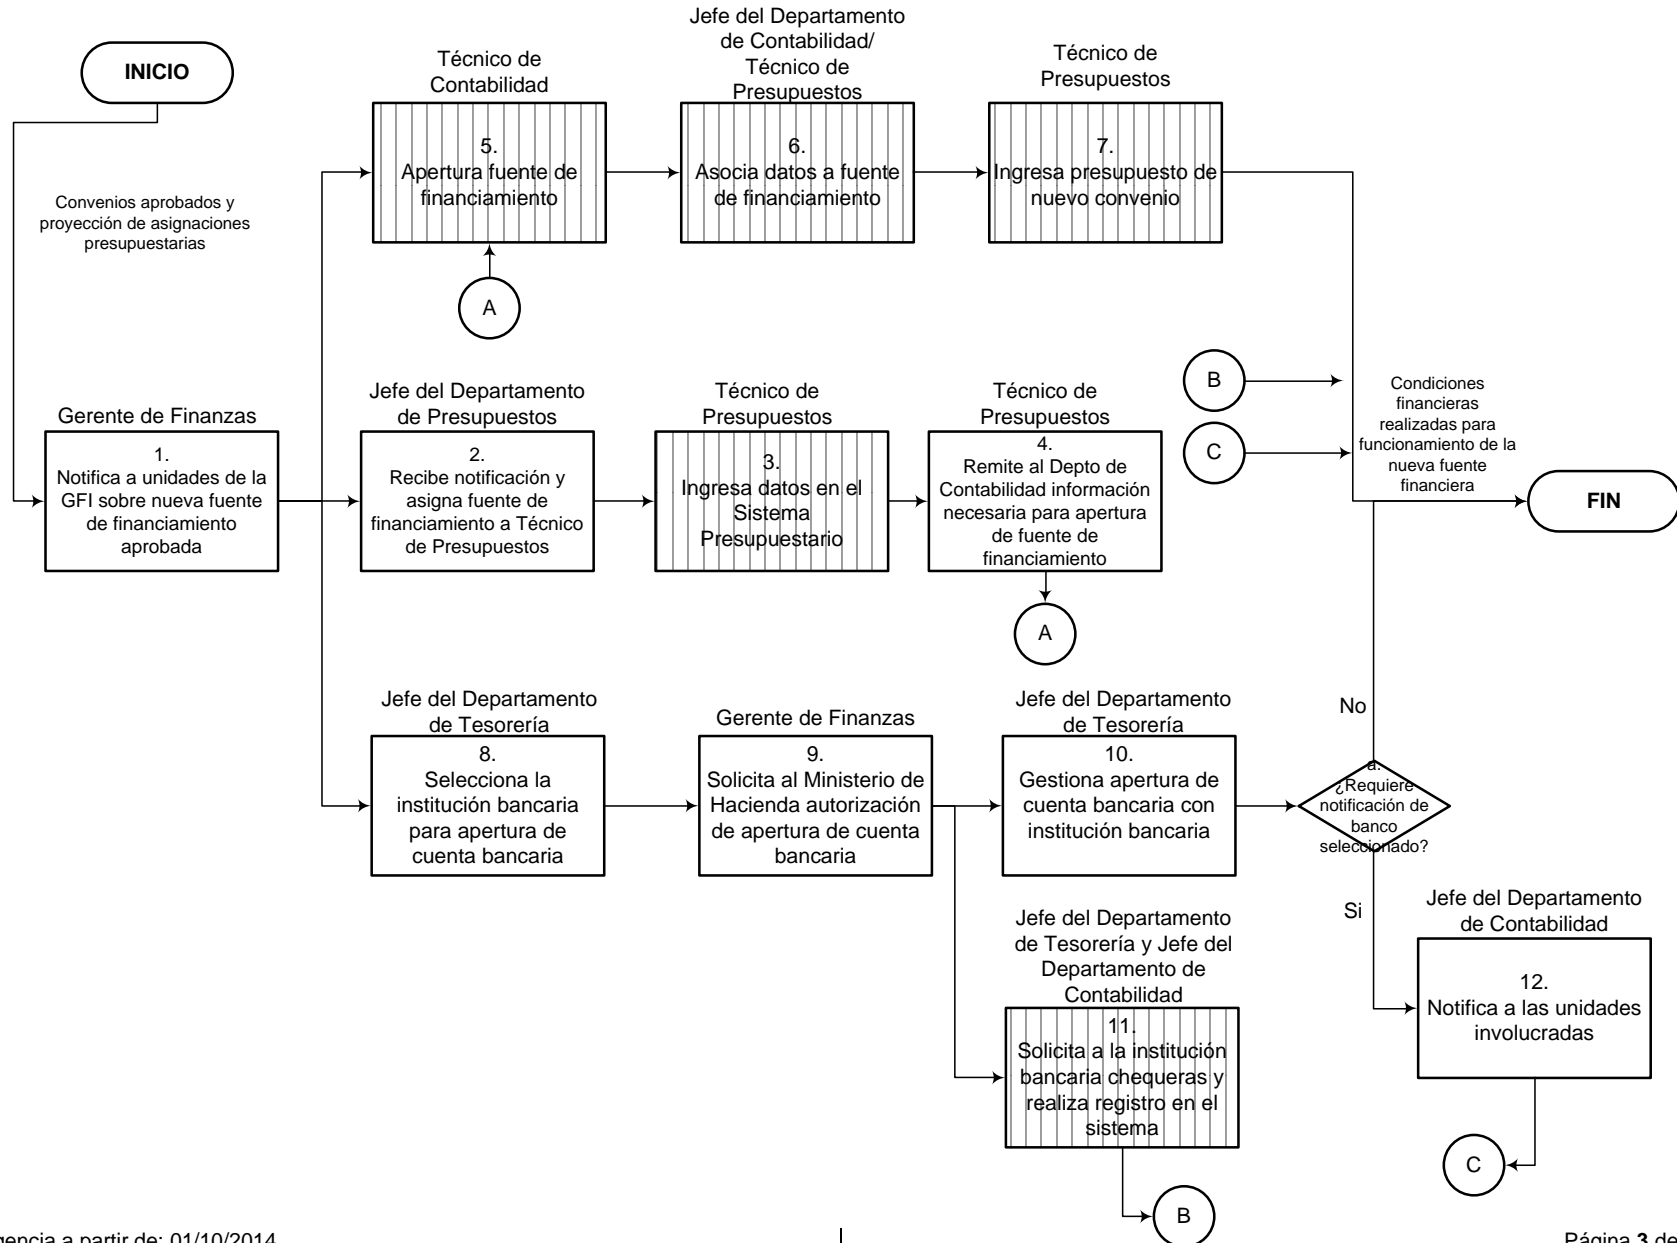 INICIO
Convenios aprobados y
proyección de asignaciones
presupuestarias
Técnico de
Contabilidad
5.
Apertura fuente de
financiamiento
Jefe del Departamento
de Contabilidad/
Técnico de
Presupuestos
6.
Asocia datos a fuente
de financiamiento
Técnico de
Presupuestos
7.
Ingresa presupuesto de
nuevo convenio
A
B
C
Condiciones
financieras
realizadas para
funcionamiento de la
nueva fuente
financiera
FIN
Gerente de Finanzas
1.
Notifica a unidades de la
GFI sobre nueva fuente
de financiamiento
aprobada
Jefe del Departamento
de Presupuestos
2.
Recibe notificación y
asigna fuente de
financiamiento a Técnico
de Presupuestos
Técnico de
Presupuestos
3.
Ingresa datos en el
Sistema
Presupuestario
Técnico de
Presupuestos
4.
Remite al Depto de
Contabilidad información
necesaria para apertura
de fuente de
financiamiento
A
Jefe del Departamento
de Tesorería
8.
Selecciona la
institución bancaria
para apertura de
cuenta bancaria
Gerente de Finanzas
9.
Solicita al Ministerio de
Hacienda autorización
de apertura de cuenta
bancaria
Jefe del Departamento
de Tesorería
10.
Gestiona apertura de
cuenta bancaria con
institución bancaria
No
a.
¿Requiere
notificación de
banco
seleccionado?
Si
Jefe del Departamento
de Contabilidad
12.
Notifica a las unidades
involucradas
C
Jefe del Departamento
de Tesorería y Jefe del
Departamento de
Contabilidad
11.
Solicita a la institución
bancaria chequeras y
realiza registro en el
sistema
B
gencia a partir de: 01/10/2014
Página 3 de